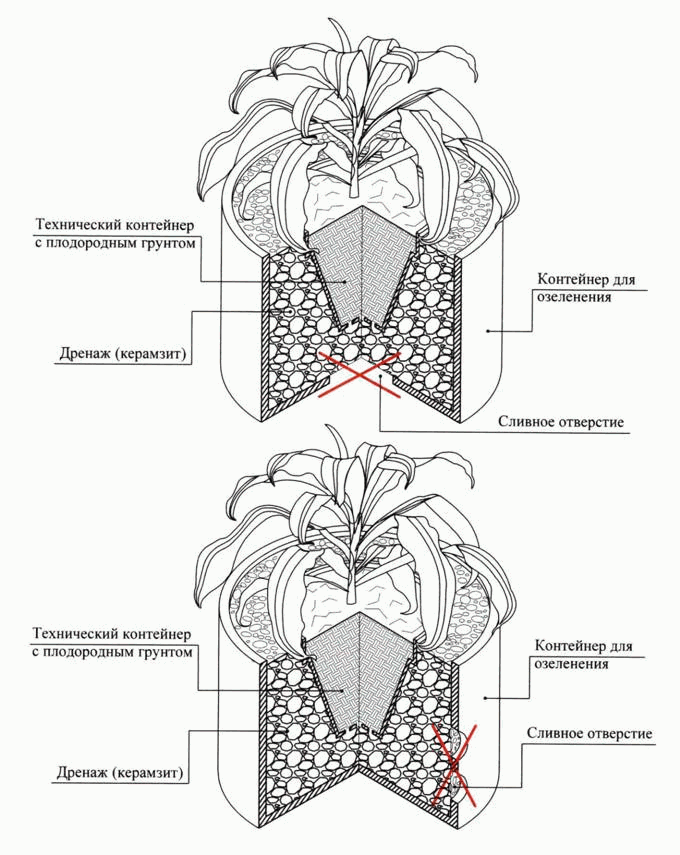 Технический контейнер
с плодородным грунтом
Контейнер для
озеленения
Дренаж (керамзит)
Сливное отверстие
Технический контейнер
с плодородным грунтом
Контейнер для
озеленения
Сливное отверстие
Дренаж (керамзит)